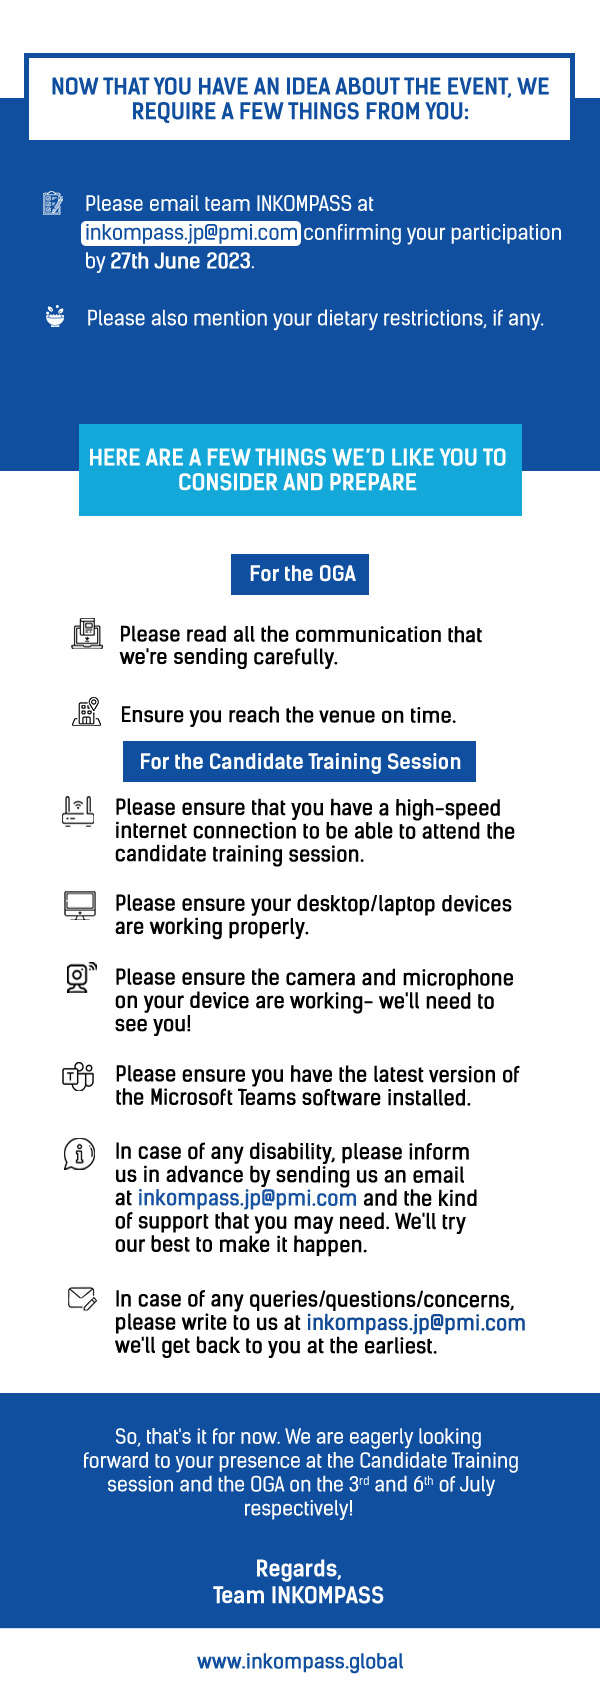 NOW THAT YOU HAVE AN IDEA ABOUT THE EVENT, WE
REQUIRE A FEW THINGS FROM YOU:
Please email team INKOMPASS at
inkompass.jp@pmi.com confirming your participation
by 27th June 2023.
Please also mention your dietary restrictions, if any.
HERE ARE A FEW THINGS WE'D LIKE YOU TO
CONSIDER AND PREPARE
For the OGA
Please read all the communication that
we're sending carefully.
Ensure you reach the venue on time.
For the Candidate Training Session
Please ensure that you have a high-speed
internet connection to be able to attend the
candidate training session.
Please ensure your desktop/laptop devices
are working properly.
Please ensure the camera and microphone
on your device are working- we'll need to
see you!
Please ensure you have the latest version of
the Microsoft Teams software installed.
In case of any disability, please inform
us in advance by sending us an email
at inkompass.jp@pmi.com and the kind
of support that you may need. We'll try
our best to make it happen.
In case of any queries/questions/concerns,
please write to us at inkompass.jp@pmi.com
we'll get back to you at the earliest.
So, that's it for now. We are eagerly looking
forward to your presence at the Candidate Training
session and the OGA on the 3rd and 6th of July
respectively!
Regards,
Team INKOMPASS
www.inkompass.global